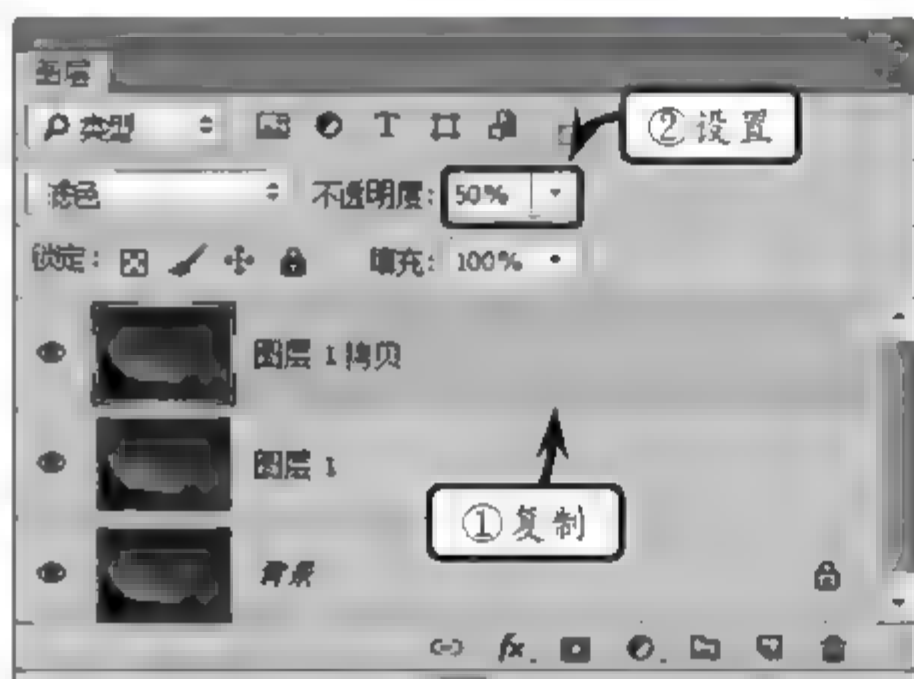 图层
类型
② 设置
滤色 不透明度: 50%
锁定: 填充: 100%
图层 1 拷贝
图层 1
① 复制
背景
fx.